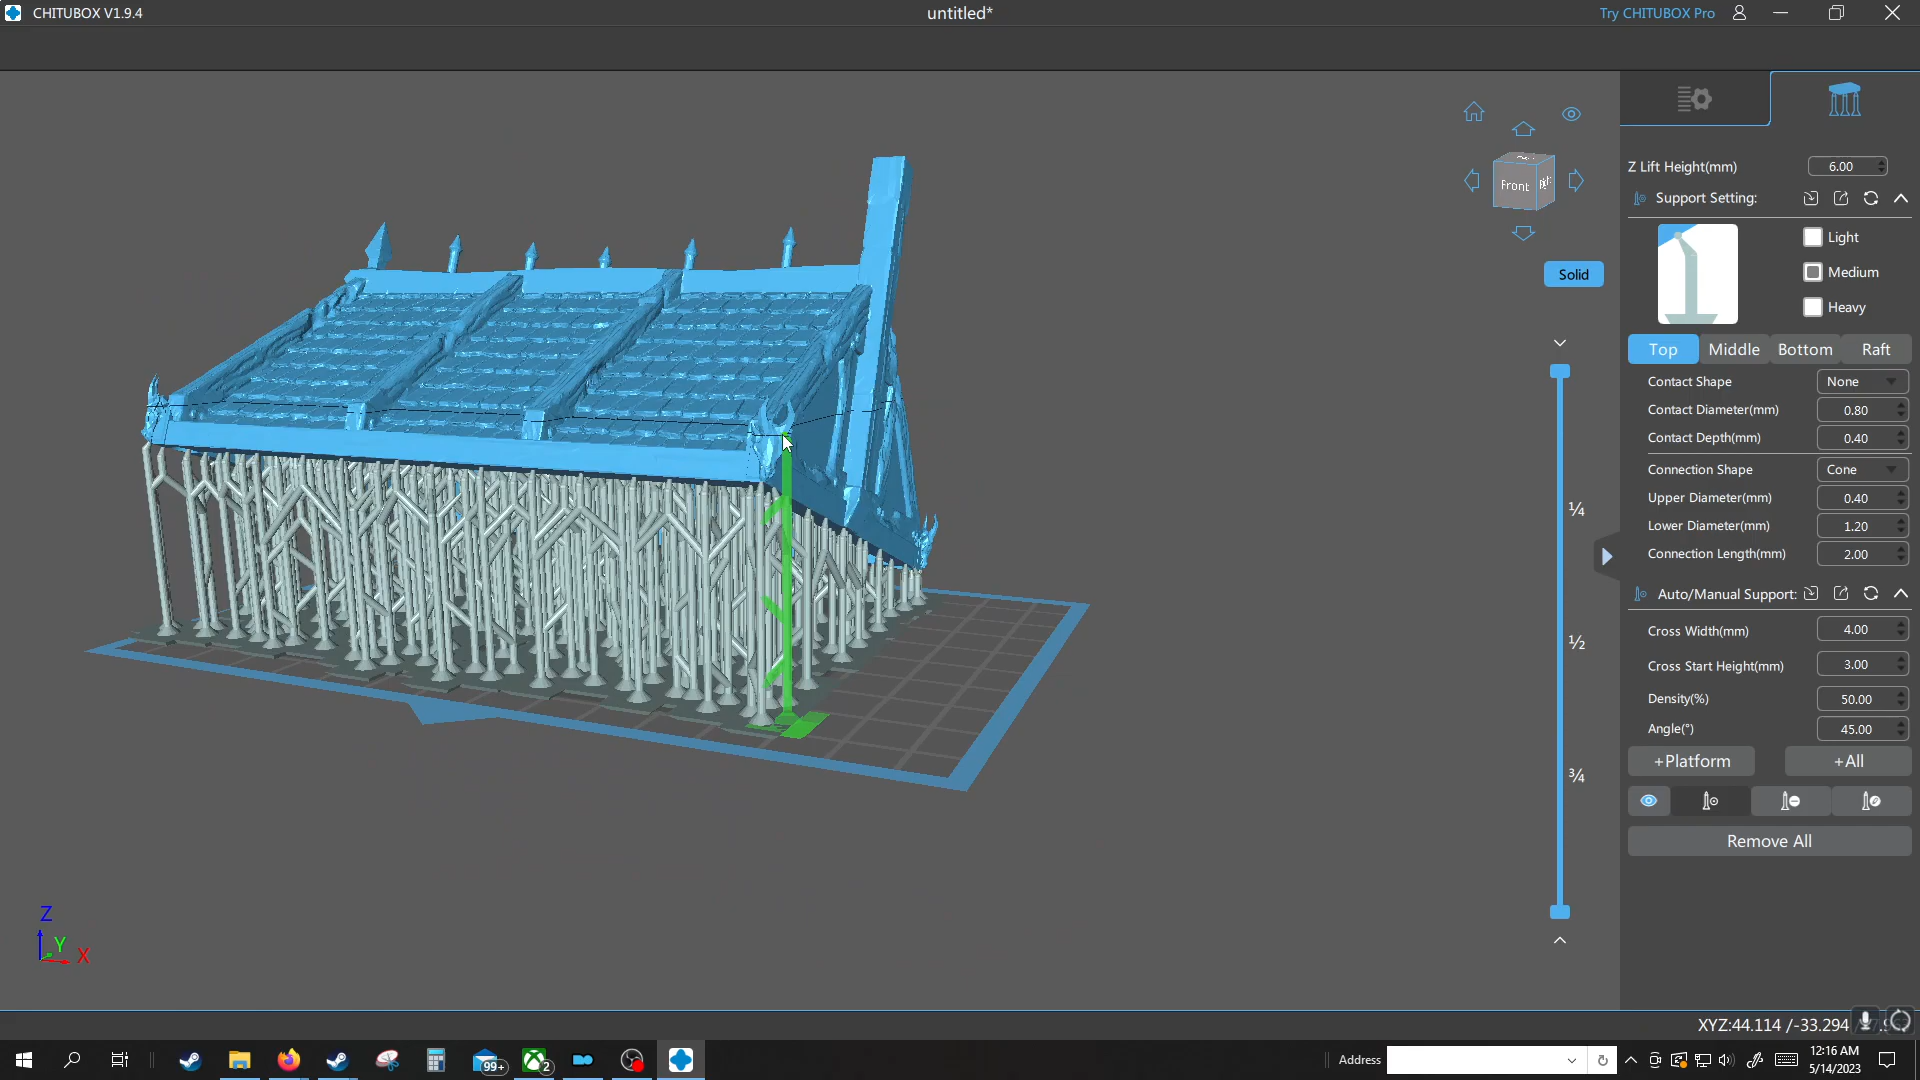 CHITUBOX V1.9.4
untitled*
Try CHITUBOX Pro
Z Lift Height(mm) 6.00
Support Setting:
Light
Medium
Heavy
Front
Solid
Top Middle Bottom Raft
Contact Shape None
Contact Diameter(mm) 0.80
Contact Depth(mm) 0.40
Connection Shape Cone
Upper Diameter(mm) 0.40
Lower Diameter(mm) 1.20
Connection Length(mm) 2.00
¼
½
¾
Auto/Manual Support:
Cross Width(mm) 4.00
Cross Start Height(mm) 3.00
Density(%) 50.00
Angle(°) 45.00
+Platform +All
Remove All
Z
Y
X
XYZ:44.114 /-33.294
99+
2
Address
12:16 AM
5/14/2023